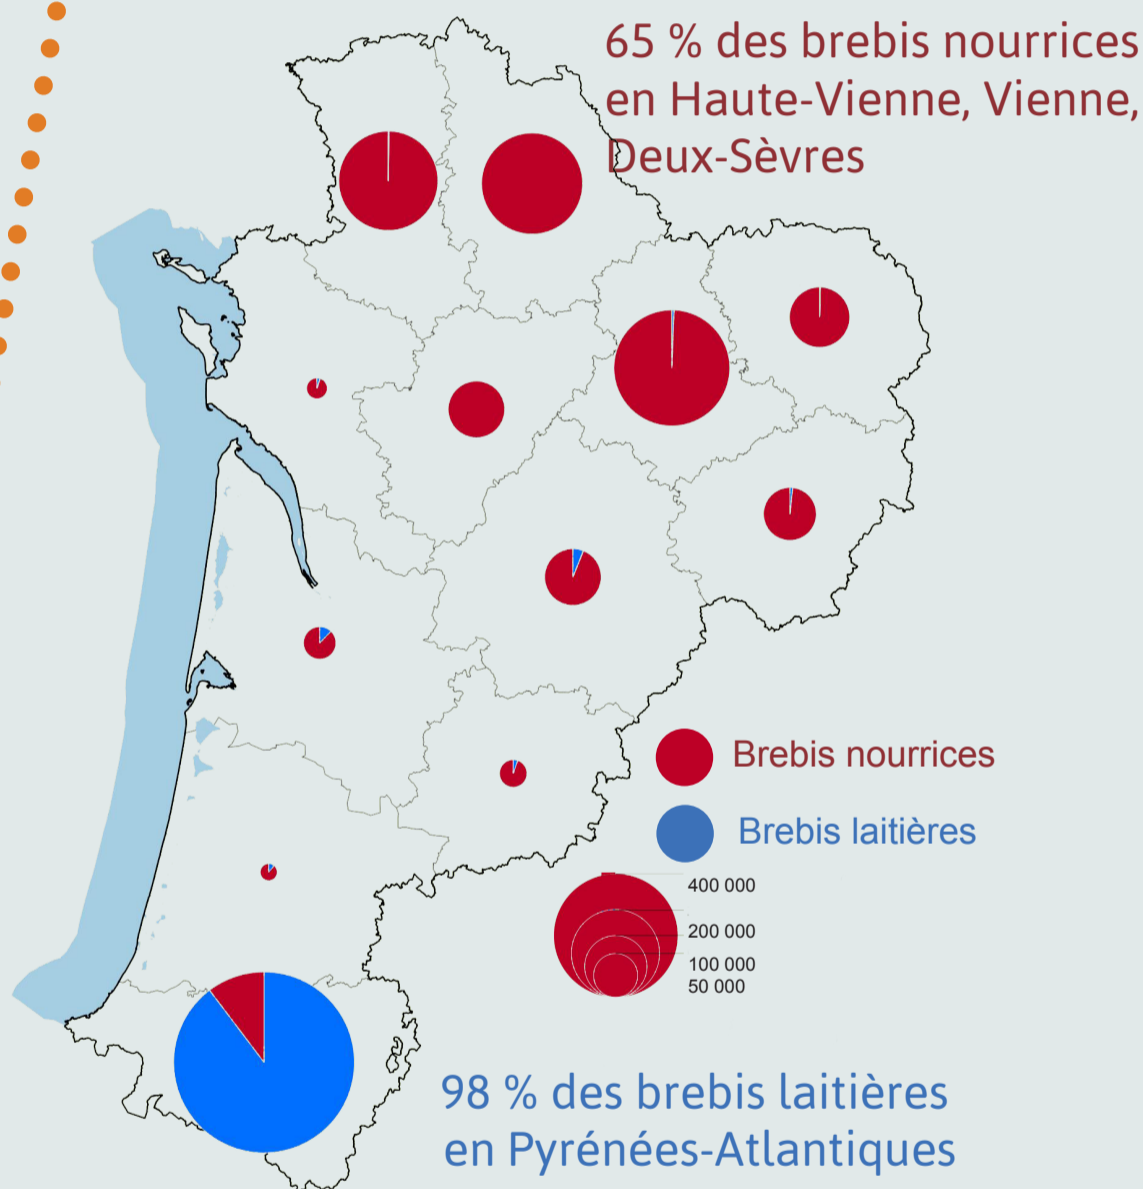 65 % des brebis nourrices
en Haute-Vienne, Vienne,
Deux-Sèvres
Brebis nourrices
Brebis laitières
400 000
200 000
100 000
50 000
98 % des brebis laitières
en Pyrénées-Atlantiques